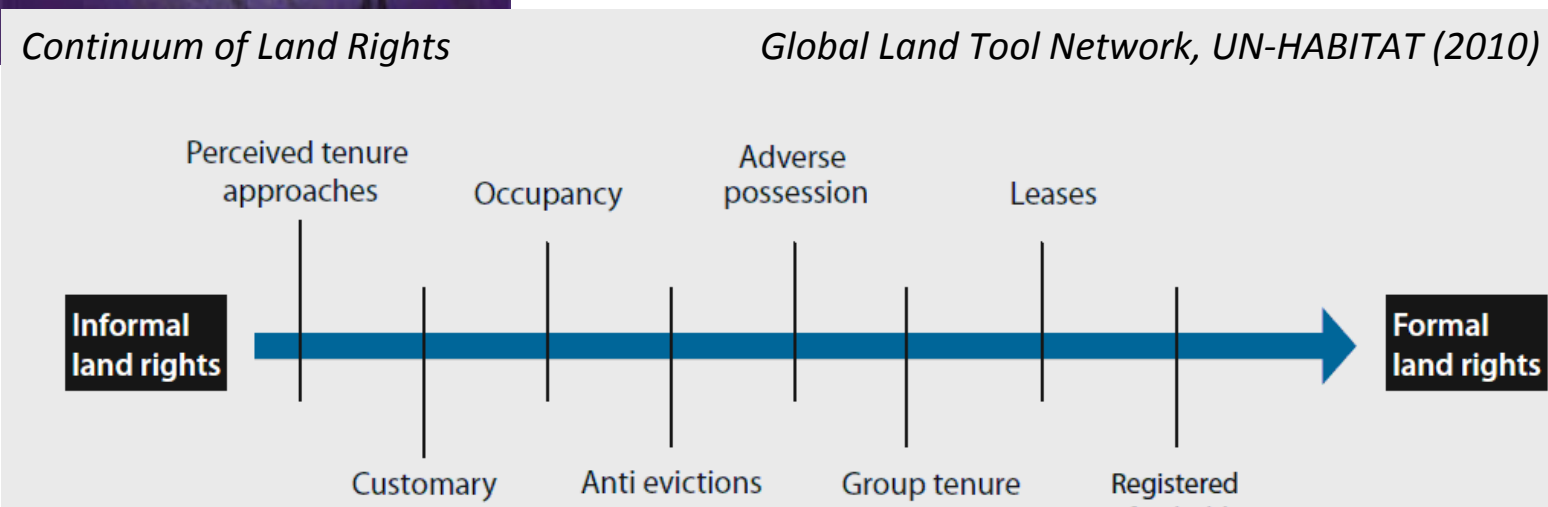 Continuum of Land Rights
Global Land Tool Network, UN-HABITAT (2010)
Perceived tenure
approaches
Occupancy
Adverse
possession
Leases
Informal
land rights
Formal
land rights
Customary
Anti evictions
Group tenure
Registered